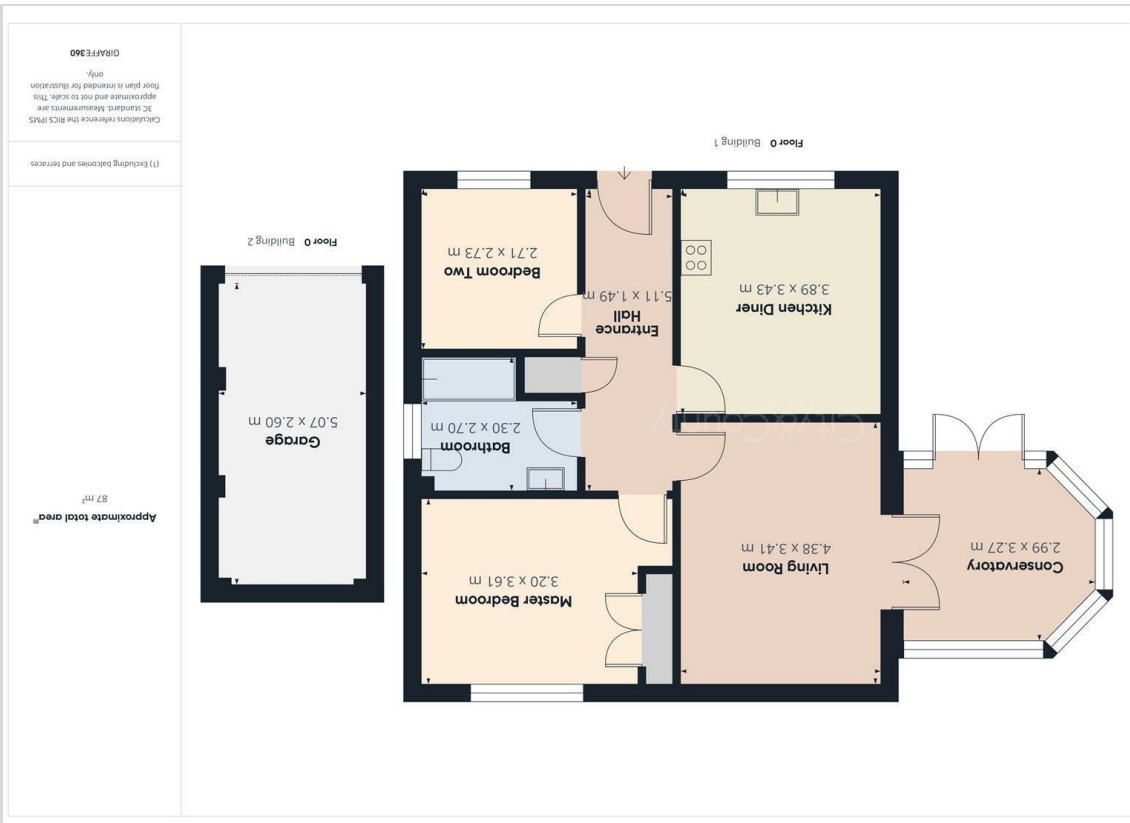 Conservatory
2.99 x 3.27 m
Living Room
4.38 x 3.41 m
Master Bedroom
3.20 x 3.61 m
Bathroom
2.30 x 2.70 m
Entrance
Hall
5.11 x 1.49 m
Kitchen Diner
3.89 x 3.43 m
Bedroom Two
2.71 x 2.73 m
City&County
Floor 0 Building 1
Garage
5.07 x 2.60 m
Floor 0 Building 2
Approximate total area⁽¹⁾
87 m²
(1) Excluding balconies and terraces
Calculations reference the RICS IPMS
3C standard. Measurements are
approximate and not to scale. This
floor plan is intended for illustration
only.
GIRAFFE360